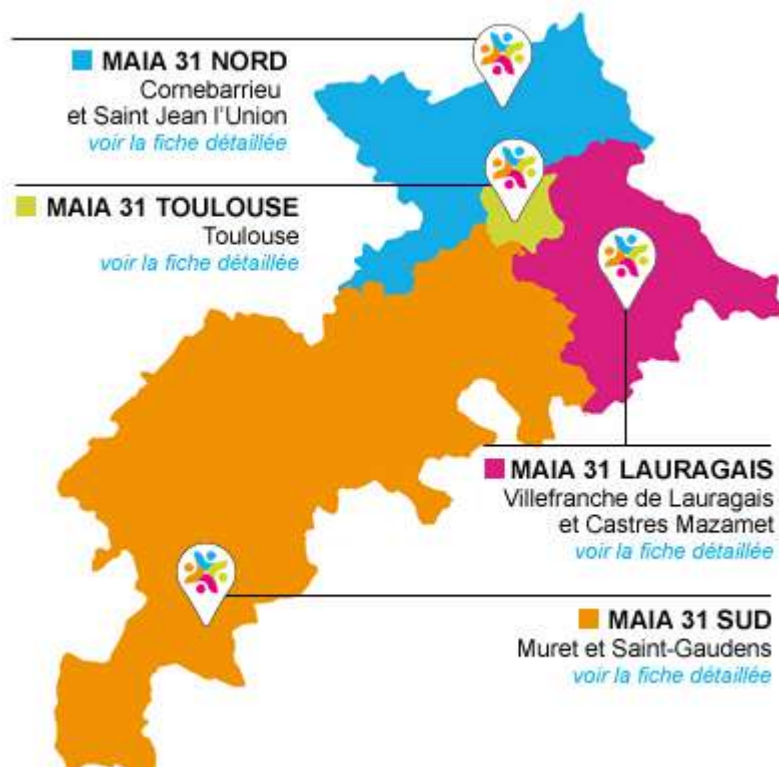 MAIA 31 NORD
Cornebarrieu
et Saint Jean l'Union
voir la fiche détaillée
MAIA 31 TOULOUSE
Toulouse
voir la fiche détaillée
MAIA 31 LAURAGAIS
Villefranche de Lauragais
et Castres Mazamet
voir la fiche détaillée
MAIA 31 SUD
Muret et Saint-Gaudens
voir la fiche détaillée